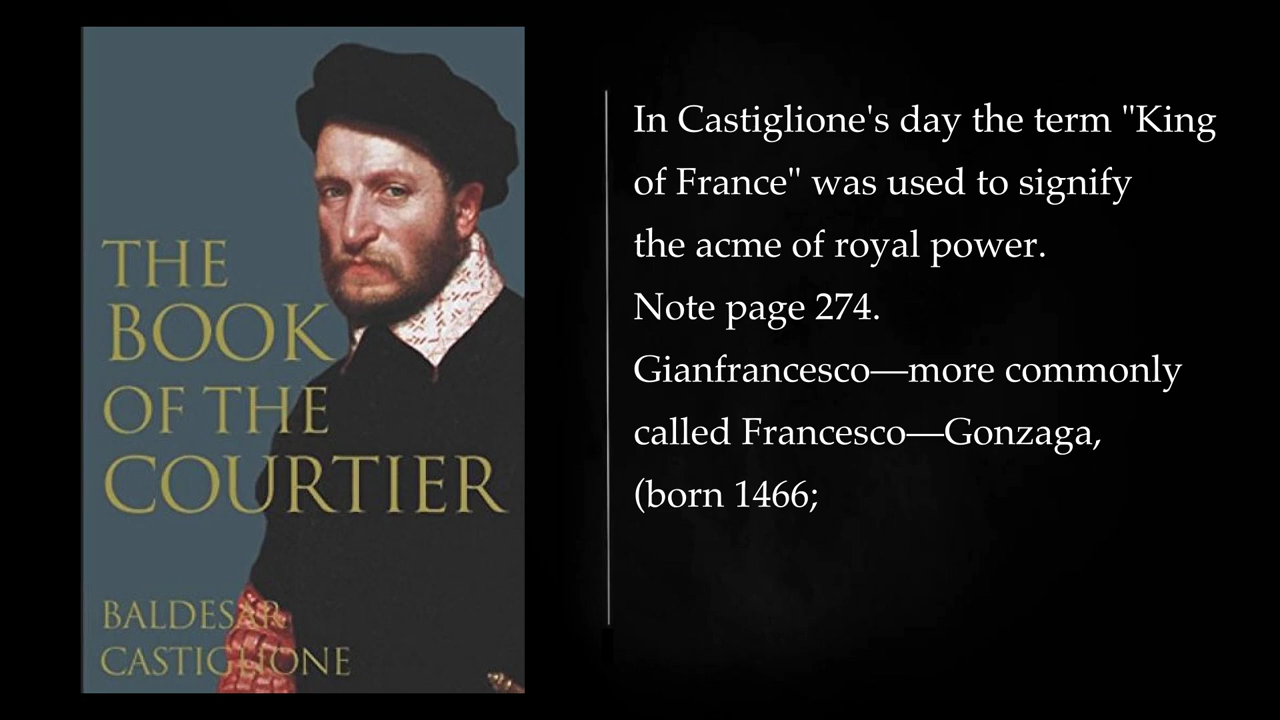 THE
BOOK
OF THE
COURTIER
BALDESAR
CASTIGLIONE
In Castiglione's day the term "King
of France" was used to signify
the acme of royal power.
Note page 274.
Gianfrancesco—more commonly
called Francesco—Gonzaga,
(born 1466;